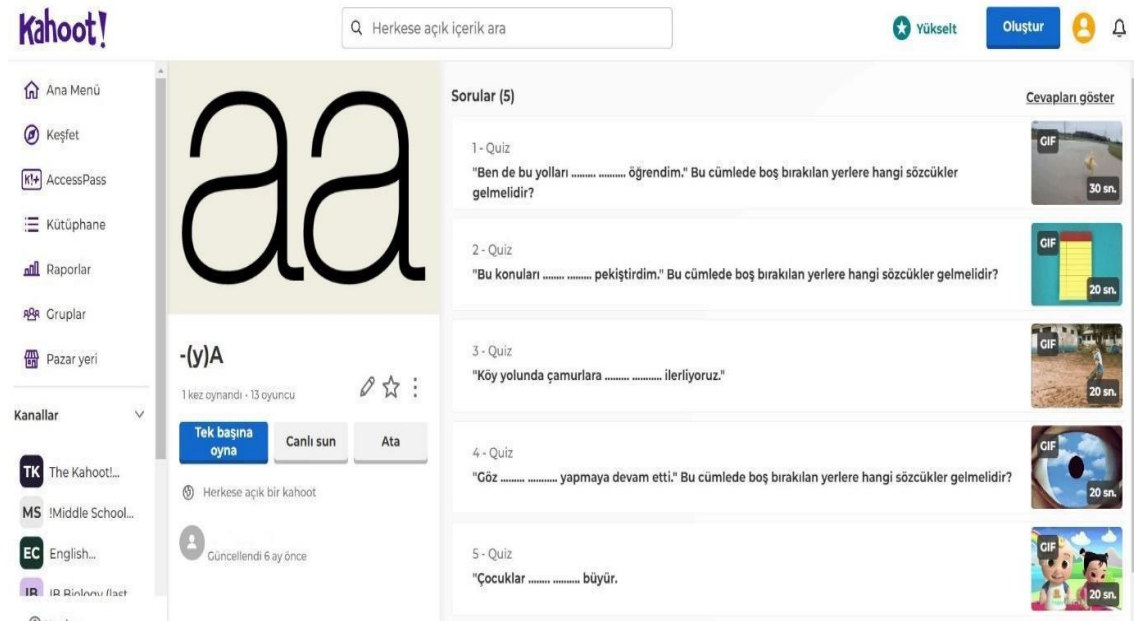 Kahoot!
Herkese açık içerik ara
Yükselt
Oluştur
Ana Menü
Keşfet
K!+ AccessPass
Kütüphane
Raporlar
Gruplar
Pazar yeri
Kanallar
TK The Kahoot!...
MS !Middle School...
EC English...
IB IB Biology (last
aa
-(y)A
1 kez oynandı · 13 oyuncu
Tek başına
oyna
Canlı sun
Ata
Herkese açık bir kahoot
Güncellendi 6 ay önce
Sorular (5)
Cevapları göster
1 - Quiz
"Ben de bu yolları ......... .......... öğrendim." Bu cümlede boş bırakılan yerlere hangi sözcükler
gelmelidir?
GIF
30 sn.
2 - Quiz
"Bu konuları ........ ......... pekiştirdim." Bu cümlede boş bırakılan yerlere hangi sözcükler gelmelidir?
GIF
20 sn.
3 - Quiz
"Köy yolunda çamurlara ......... ........... ilerliyoruz."
GIF
20 sn.
4 - Quiz
"Göz ......... ........... yapmaya devam etti." Bu cümlede boş bırakılan yerlere hangi sözcükler gelmelidir?
GIF
20 sn.
5 - Quiz
"Çocuklar ........ .......... büyür.
GIF
20 sn.